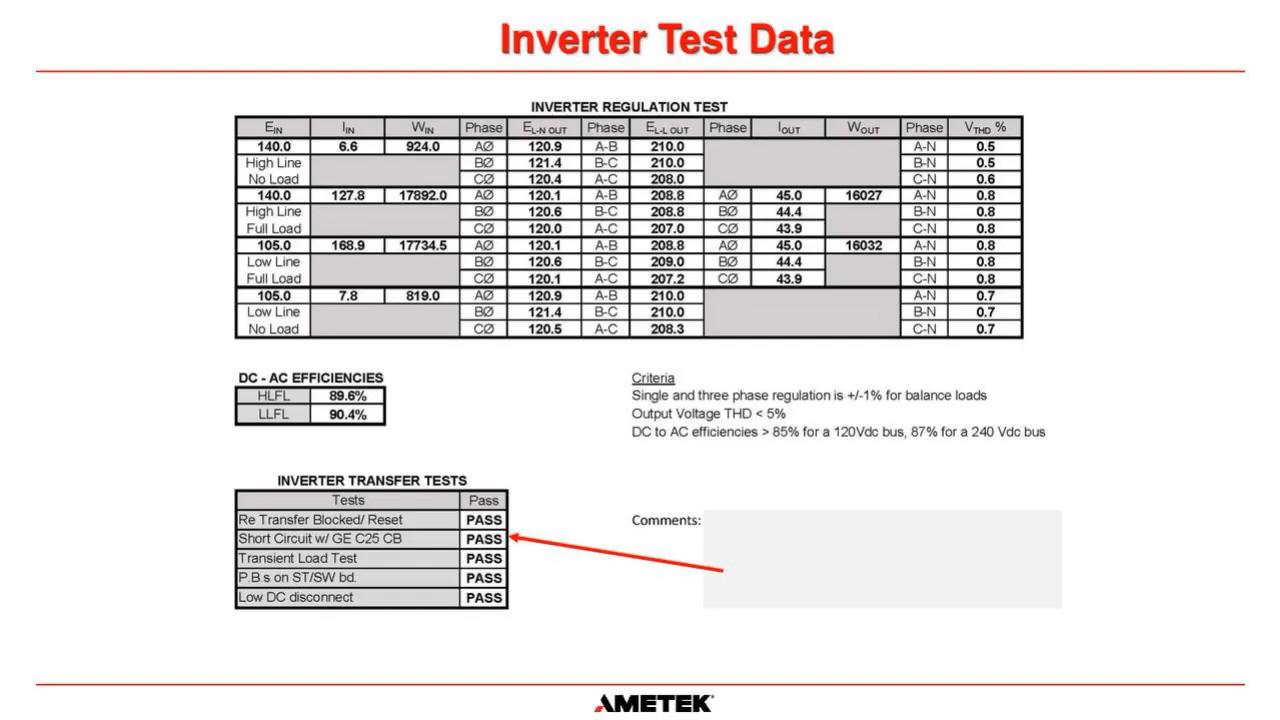 Inverter Test Data
INVERTER REGULATION TEST
EIN IIN WIN Phase EL-N OUT Phase EL-L OUT Phase IOUT WOUT Phase VTHD %
140.0 6.6 924.0 AØ 120.9 A-B 210.0 A-N 0.5
High Line BØ 121.4 B-C 210.0 B-N 0.5
No Load CØ 120.4 A-C 208.0 C-N 0.6
140.0 127.8 17892.0 AØ 120.1 A-B 208.8 AØ 45.0 16027 A-N 0.8
High Line BØ 120.6 B-C 208.8 BØ 44.4 B-N 0.8
Full Load CØ 120.0 A-C 207.0 CØ 43.9 C-N 0.8
105.0 168.9 17734.5 AØ 120.1 A-B 208.8 AØ 45.0 16032 A-N 0.8
Low Line BØ 120.6 B-C 209.0 BØ 44.4 B-N 0.8
Full Load CØ 120.1 A-C 207.2 CØ 43.9 C-N 0.8
105.0 7.8 819.0 AØ 120.9 A-B 210.0 A-N 0.7
Low Line BØ 121.4 B-C 210.0 B-N 0.7
No Load CØ 120.5 A-C 208.3 C-N 0.7
DC - AC EFFICIENCIES
HLFL 89.6%
LLFL 90.4%
Criteria
Single and three phase regulation is +/-1% for balance loads
Output Voltage THD < 5%
DC to AC efficiencies > 85% for a 120Vdc bus, 87% for a 240 Vdc bus
INVERTER TRANSFER TESTS
Tests Pass
Re Transfer Blocked/ Reset PASS
Short Circuit w/ GE C25 CB PASS
Transient Load Test PASS
P.B.s on ST/SW bd. PASS
Low DC disconnect PASS
Comments:
AMETEK